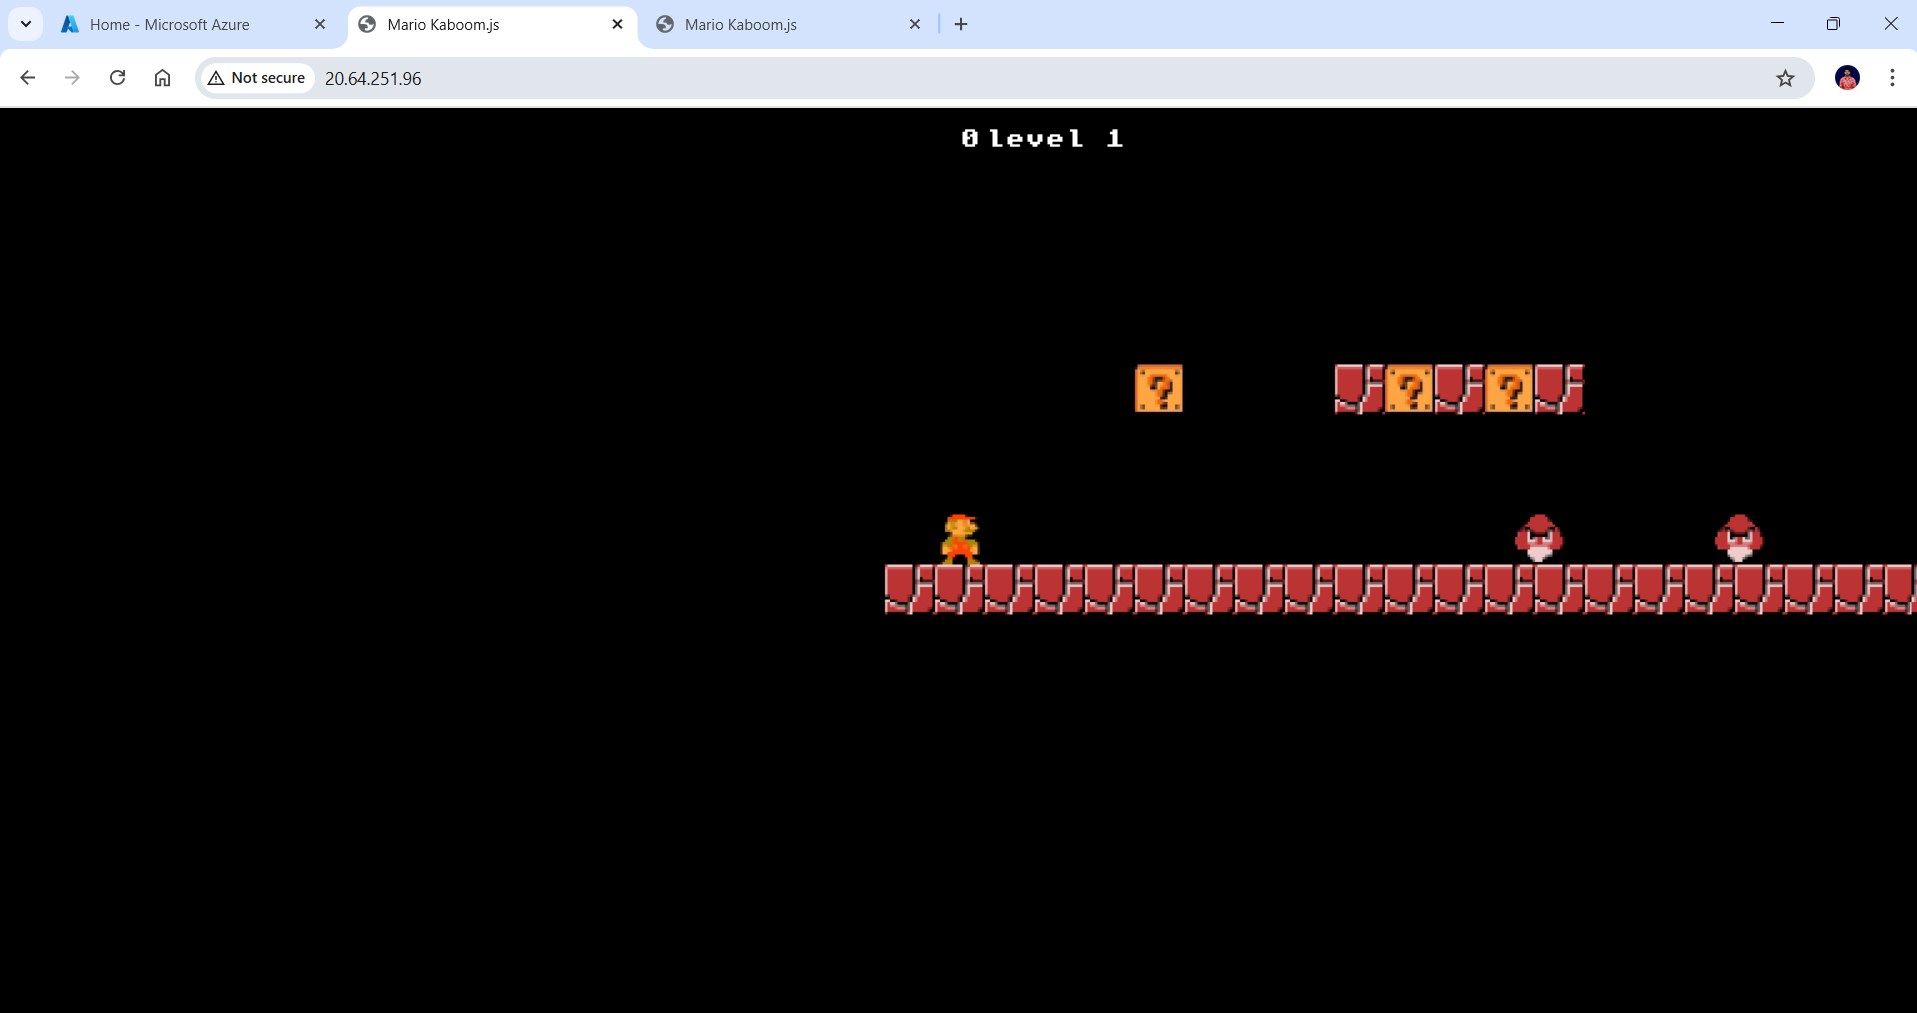 Home - Microsoft Azure
Mario Kaboom.js
Mario Kaboom.js
Not secure
20.64.251.96
0 level 1
?
? ?